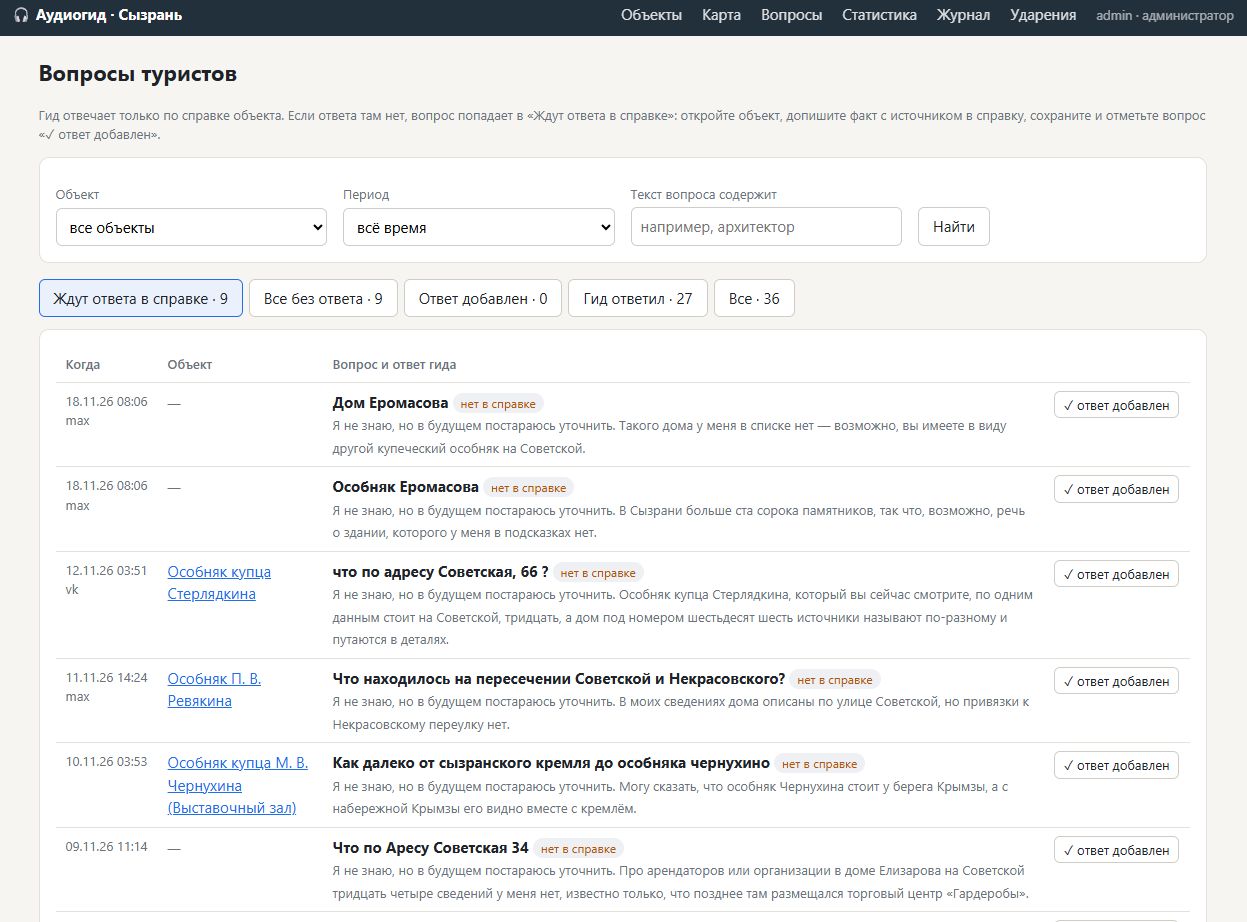 Аудиогид · Сызрань
Объекты Карта Вопросы Статистика Журнал Ударения admin · администратор
Вопросы туристов
Гид отвечает только по справке объекта. Если ответа там нет, вопрос попадает в «Ждут ответа в справке»: откройте объект, допишите факт с источником в справку, сохраните и отметьте вопрос
«✓ ответ добавлен».
Объект Период Текст вопроса содержит
все объекты всё время например, архитектор Найти
Ждут ответа в справке · 9 Все без ответа · 9 Ответ добавлен · 0 Гид ответил · 27 Все · 36
Когда Объект Вопрос и ответ гида
18.11.26 08:06 — Дом Еромасова нет в справке ✓ ответ добавлен
max Я не знаю, но в будущем постараюсь уточнить. Такого дома у меня в списке нет — возможно, вы имеете в виду
другой купеческий особняк на Советской.
18.11.26 08:06 — Особняк Еромасова нет в справке ✓ ответ добавлен
max Я не знаю, но в будущем постараюсь уточнить. В Сызрани больше ста сорока памятников, так что, возможно, речь
о здании, которого у меня в подсказках нет.
12.11.26 03:51 Особняк купца что по адресу Советская, 66 ? нет в справке ✓ ответ добавлен
vk Стерлядкина Я не знаю, но в будущем постараюсь уточнить. Особняк купца Стерлядкина, который вы сейчас смотрите, по одним
данным стоит на Советской, тридцать, а дом под номером шестьдесят шесть источники называют по-разному и
путаются в деталях.
11.11.26 14:24 Особняк П. В. Что находилось на пересечении Советской и Некрасовского? нет в справке ✓ ответ добавлен
max Ревякина Я не знаю, но в будущем постараюсь уточнить. В моих сведениях дома описаны по улице Советской, но привязки к
Некрасовскому переулку нет.
10.11.26 03:53 Особняк купца М. В. Как далеко от сызранского кремля до особняка чернухино нет в справке ✓ ответ добавлен
Чернухина Я не знаю, но в будущем постараюсь уточнить. Могу сказать, что особняк Чернухина стоит у берега Крымзы, а с
(Выставочный зал) набережной Крымзы его видно вместе с кремлём.
09.11.26 11:14 — Что по Аресу Советская 34 нет в справке ✓ ответ добавлен
Я не знаю, но в будущем постараюсь уточнить. Про арендаторов или организации в доме Елизарова на Советской
тридцать четыре сведений у меня нет, известно только, что позднее там размещался торговый центр «Гардеробы».